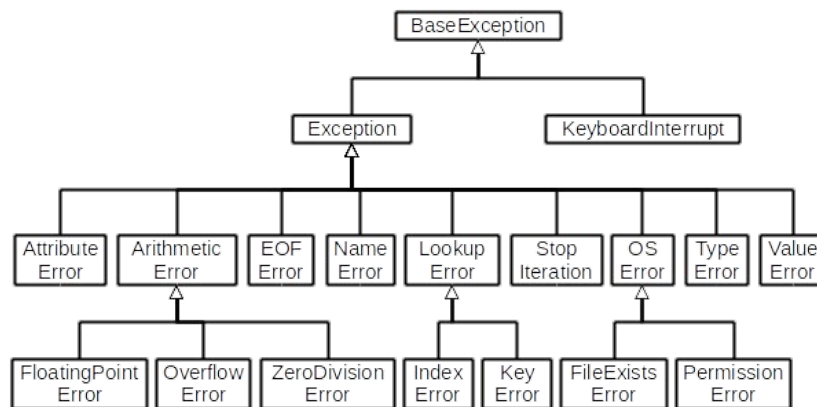 BaseException
Exception
KeyboardInterrupt
Attribute
Error
Arithmetic
Error
EOF
Error
Name
Error
Lookup
Error
Stop
Iteration
OS
Error
Type
Error
Value
Error
FloatingPoint
Error
Overflow
Error
ZeroDivision
Error
Index
Error
Key
Error
FileExists
Error
Permission
Error